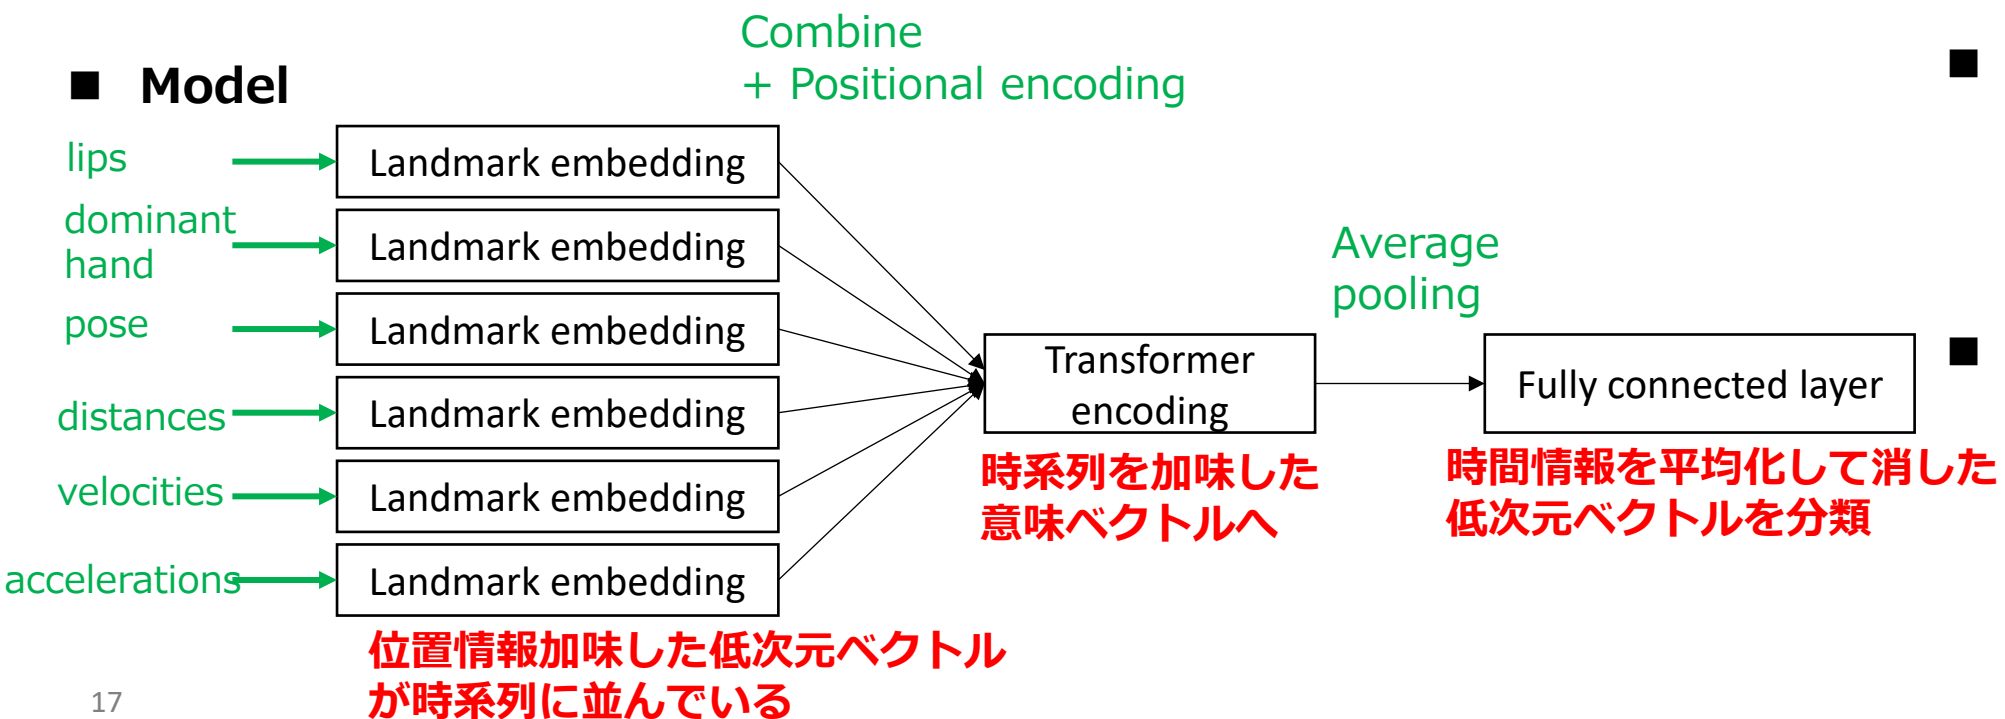 ■ Model
Combine
+ Positional encoding
lips
Landmark embedding
dominant
hand
Landmark embedding
pose
Landmark embedding
distances
Landmark embedding
velocities
Landmark embedding
accelerations
Landmark embedding
位置情報加味した低次元ベクトル
が時系列に並んでいる
Transformer
encoding
時系列を加味した
意味ベクトルへ
Average
pooling
Fully connected layer
時間情報を平均化して消した
低次元ベクトルを分類
■
■
17